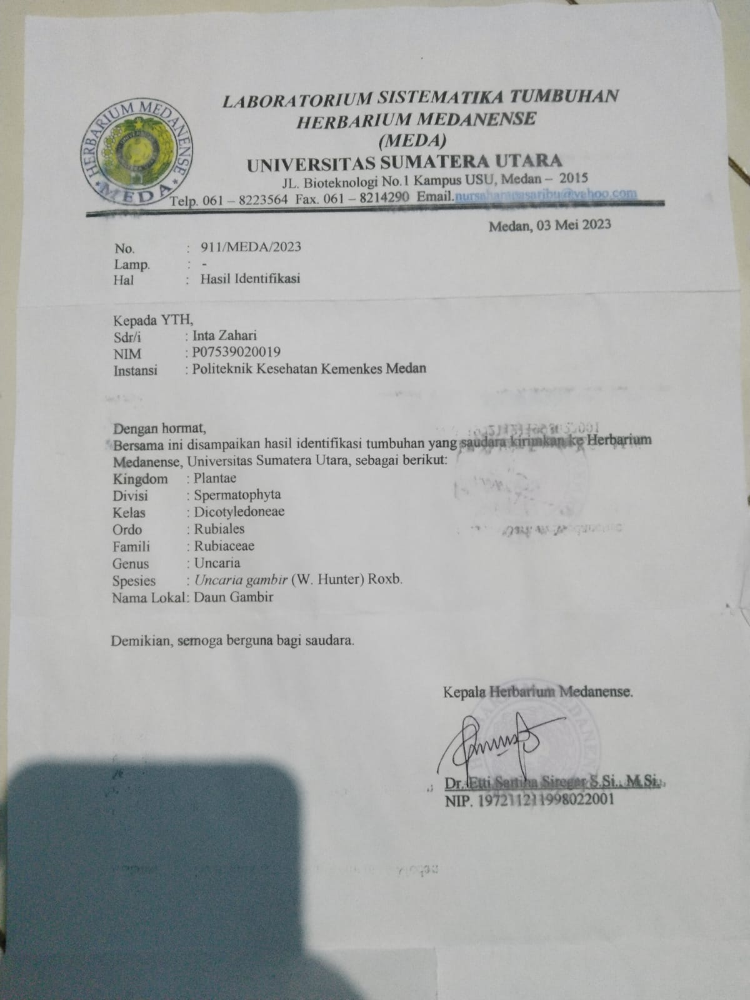 HERBARIUM MEDANENSE
MEDA
LABORATORIUM SISTEMATIKA TUMBUHAN
HERBARIUM MEDANENSE
(MEDA)
UNIVERSITAS SUMATERA UTARA
JL. Bioteknologi No.1 Kampus USU, Medan – 2015
Telp. 061 – 8223564 Fax. 061 – 8214290 Email.nursaharapasaribu@yahoo.com
Medan, 03 Mei 2023
No. : 911/MEDA/2023
Lamp. : -
Hal : Hasil Identifikasi
Kepada YTH,
Sdr/i : Inta Zahari
NIM : P07539020019
Instansi : Politeknik Kesehatan Kemenkes Medan
Dengan hormat,
Bersama ini disampaikan hasil identifikasi tumbuhan yang saudara kirimkan ke Herbarium
Medanense, Universitas Sumatera Utara, sebagai berikut:
Kingdom : Plantae
Divisi : Spermatophyta
Kelas : Dicotyledoneae
Ordo : Rubiales
Famili : Rubiaceae
Genus : Uncaria
Spesies : Uncaria gambir (W. Hunter) Roxb.
Nama Lokal: Daun Gambir
Demikian, semoga berguna bagi saudara.
Kepala Herbarium Medanense.
Dr. Etti Sartina Siregar S.Si., M.Si.
NIP. 197211211998022001